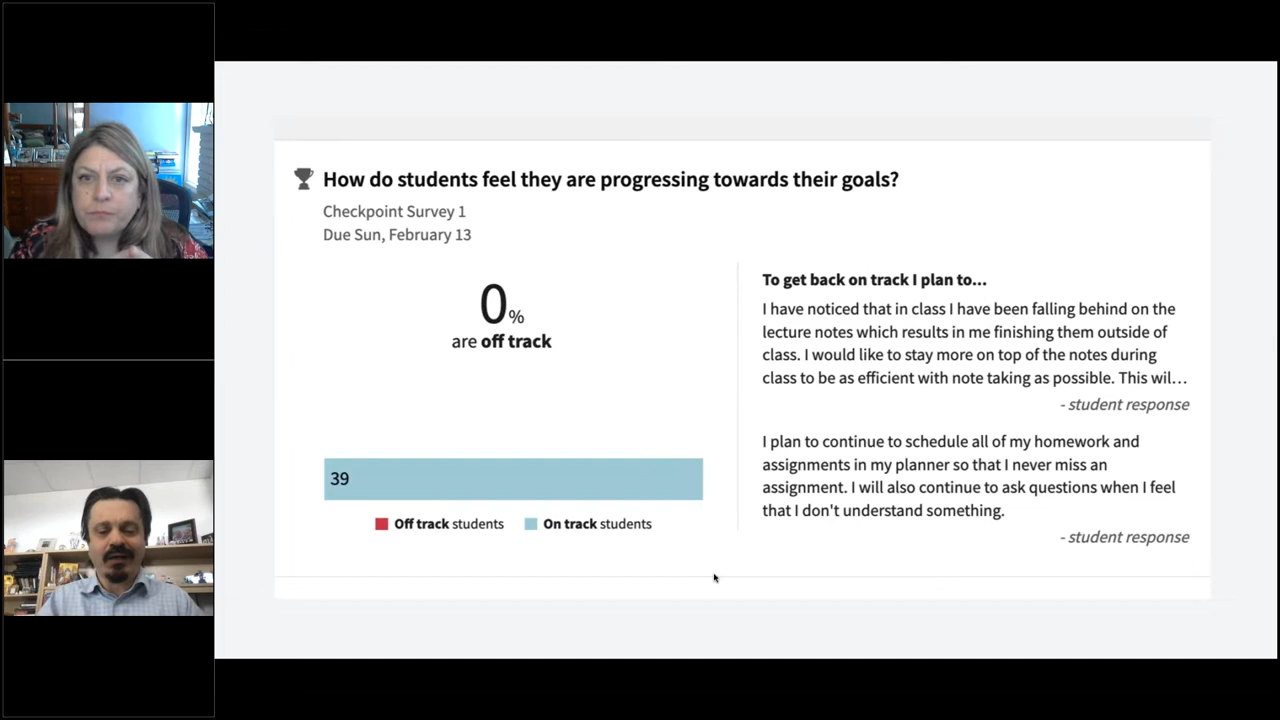 How do students feel they are progressing towards their goals?
Checkpoint Survey 1
Due Sun, February 13
0%
are off track
39
Off track students
On track students
To get back on track I plan to...
I have noticed that in class I have been falling behind on the
lecture notes which results in me finishing them outside of
class. I would like to stay more on top of the notes during
class to be as efficient with note taking as possible. This wil...
- student response
I plan to continue to schedule all of my homework and
assignments in my planner so that I never miss an
assignment. I will also continue to ask questions when I feel
that I don't understand something.
- student response